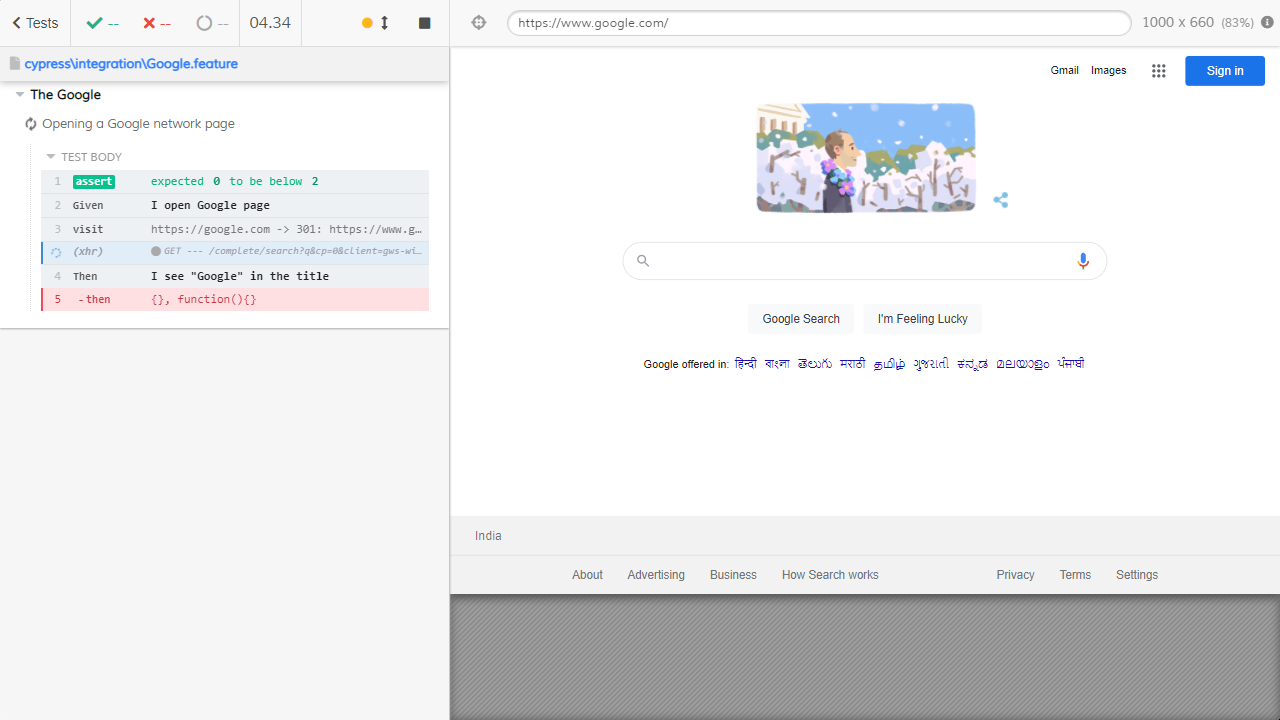 Tests -- -- -- 04.34
cypress\integration\Google.feature
The Google
Opening a Google network page
TEST BODY
1 assert expected 0 to be below 2
2 Given I open Google page
3 visit https://google.com -> 301: https://www.g…
(xhr) GET --- /complete/search?q&cp=0&client=gws-wi…
4 Then I see "Google" in the title
5 -then {}, function(){}
https://www.google.com/ 1000 x 660 (83%)
Gmail Images Sign in
Google Search I'm Feeling Lucky
Google offered in: हिन्दी বাংলা తెలుగు मराठी தமிழ் ગુજરાતી ಕನ್ನಡ മലയാളം ਪੰਜਾਬੀ
India
About Advertising Business How Search works Privacy Terms Settings